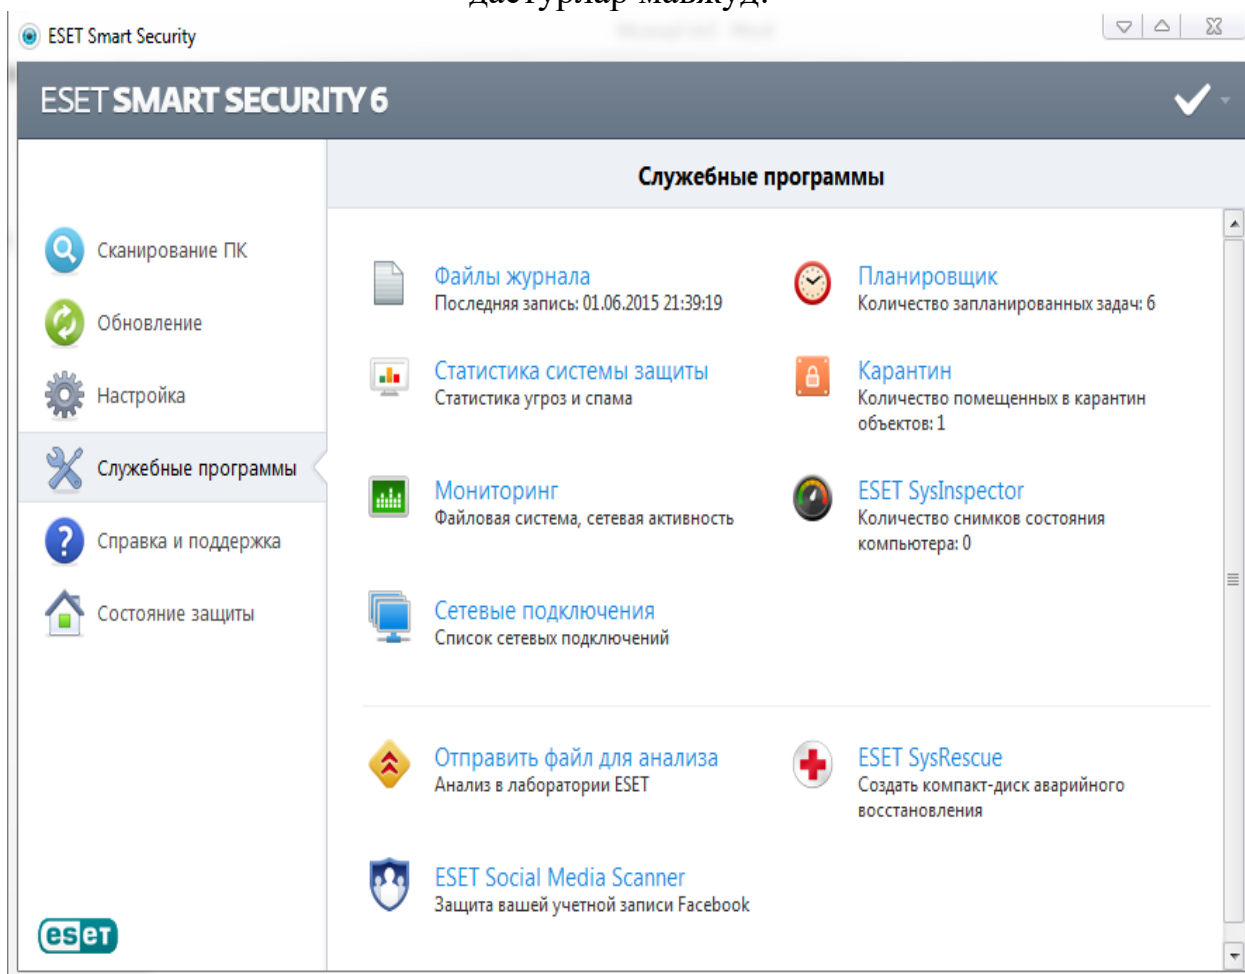 дастурлар мавжуд.
ESET Smart Security
ESET SMART SECURITY 6
Служебные программы
Сканирование ПК
Обновление
Настройка
Служебные программы
Справка и поддержка
Состояние защиты
Файлы журнала
Последняя запись: 01.06.2015 21:39:19
Планировщик
Количество запланированных задач: 6
Статистика системы защиты
Статистика угроз и спама
Карантин
Количество помещенных в карантин
объектов: 1
Мониторинг
Файловая система, сетевая активность
ESET SysInspector
Количество снимков состояния
компьютера: 0
Сетевые подключения
Список сетевых подключений
Отправить файл для анализа
Анализ в лаборатории ESET
ESET SysRescue
Создать компакт-диск аварийного
восстановления
ESET Social Media Scanner
Защита вашей учетной записи Facebook
eset